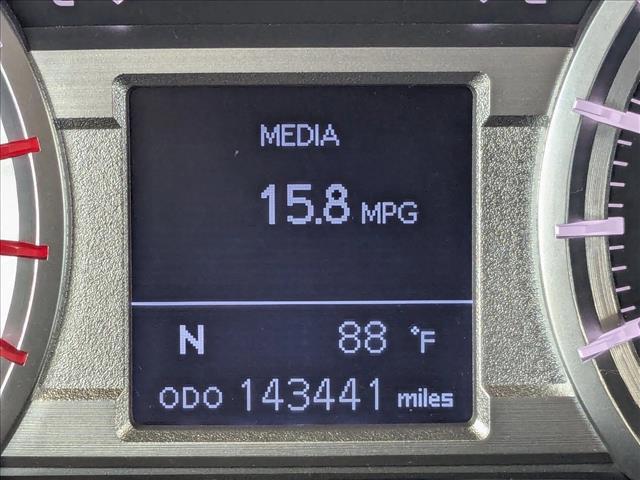 MEDIA
15.8 MPG
N 88 °F
ODO 143441 miles